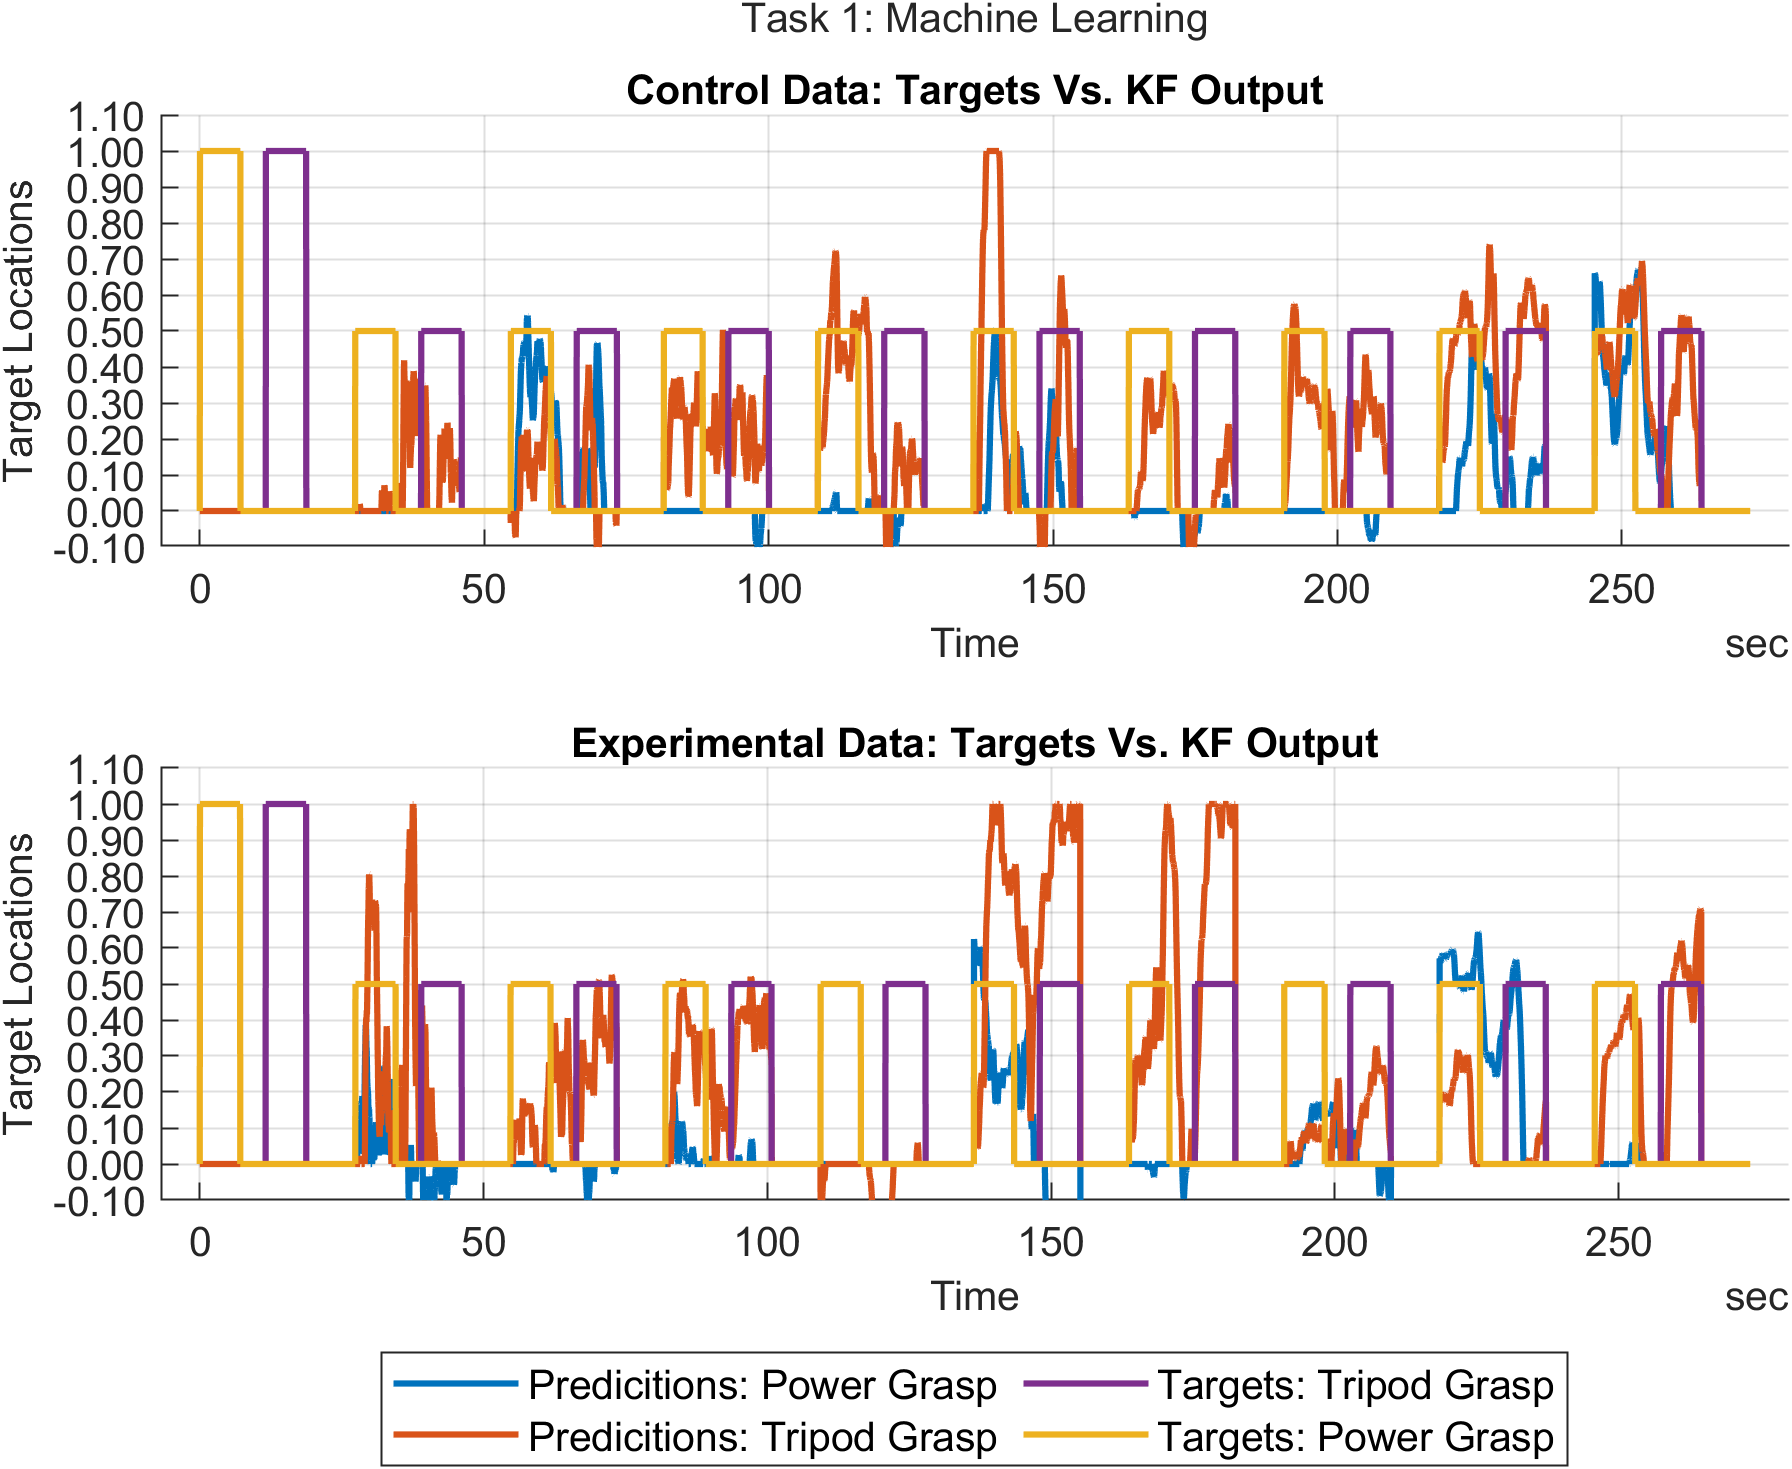 Task 1: Machine Learning
Control Data: Targets Vs. KF Output
1.10
1.00
0.90
0.80
0.70
0.60
0.50
0.40
0.30
0.20
0.10
0.00
-0.10
Target Locations
0 50 100 150 200 250
Time sec
Experimental Data: Targets Vs. KF Output
1.10
1.00
0.90
0.80
0.70
0.60
0.50
0.40
0.30
0.20
0.10
0.00
-0.10
Target Locations
0 50 100 150 200 250
Time sec
Predicitions: Power Grasp Targets: Tripod Grasp
Predicitions: Tripod Grasp Targets: Power Grasp